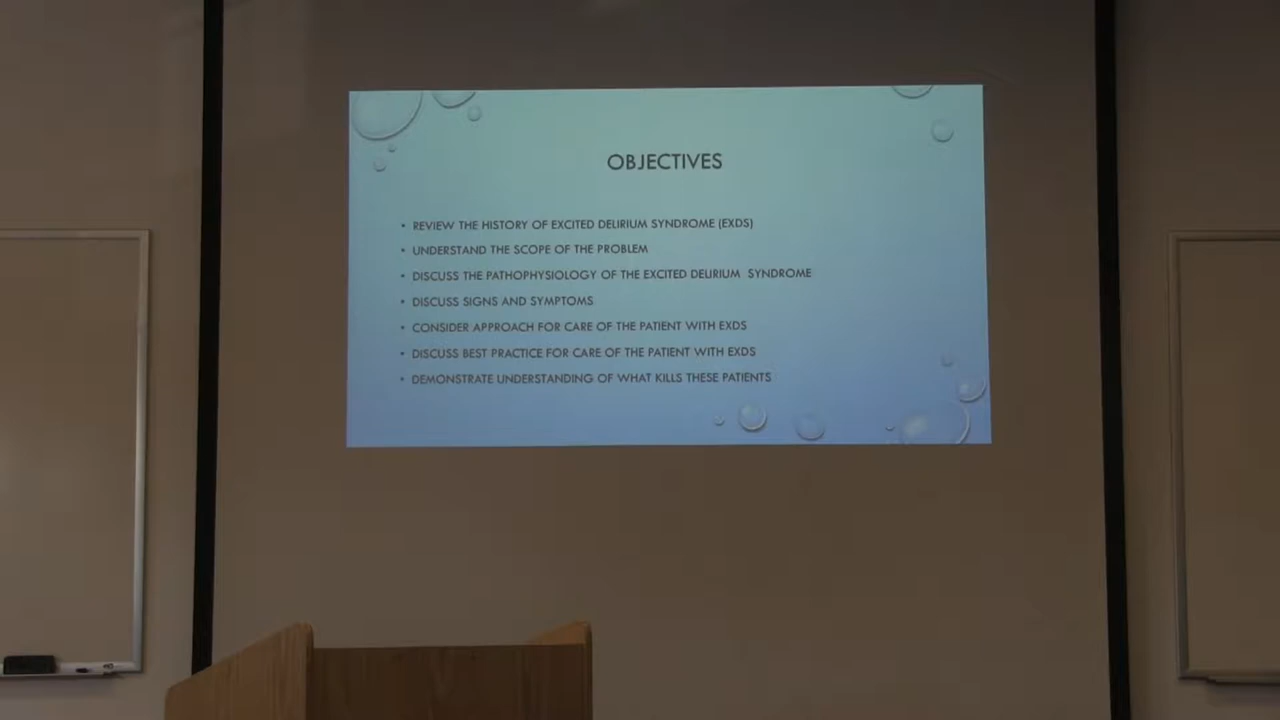 OBJECTIVES
• REVIEW THE HISTORY OF EXCITED DELIRIUM SYNDROME (EXDS)
• UNDERSTAND THE SCOPE OF THE PROBLEM
• DISCUSS THE PATHOPHYSIOLOGY OF THE EXCITED DELIRIUM SYNDROME
• DISCUSS SIGNS AND SYMPTOMS
• CONSIDER APPROACH FOR CARE OF THE PATIENT WITH EXDS
• DISCUSS BEST PRACTICE FOR CARE OF THE PATIENT WITH EXDS
• DEMONSTRATE UNDERSTANDING OF WHAT KILLS THESE PATIENTS